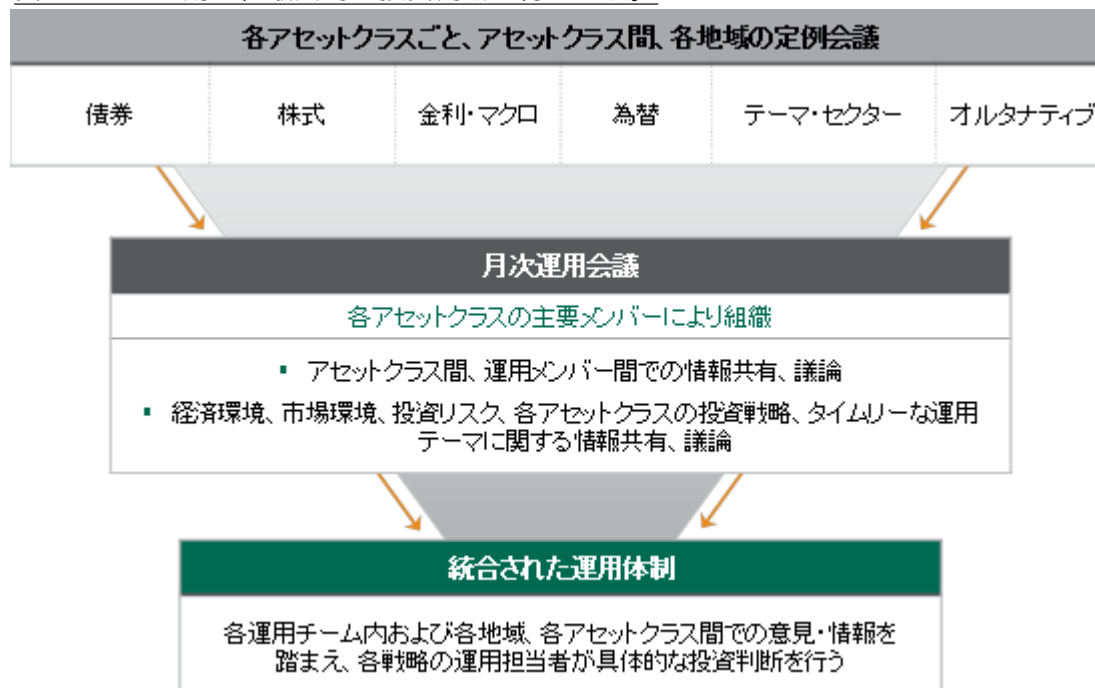 各アセットクラスごと、アセットクラス間、各地域の定例会議
債券 株式 金利・マクロ 為替 テーマ・セクター オルタナティブ
月次運用会議
各アセットクラスの主要メンバーにより組織
▪ アセットクラス間、運用メンバー間での情報共有、議論
▪ 経済環境、市場環境、投資リスク、各アセットクラスの投資戦略、タイムリーな運用
テーマに関する情報共有、議論
統合された運用体制
各運用チーム内および各地域、各アセットクラス間での意見・情報を
踏まえ、各戦略の運用担当者が具体的な投資判断を行う